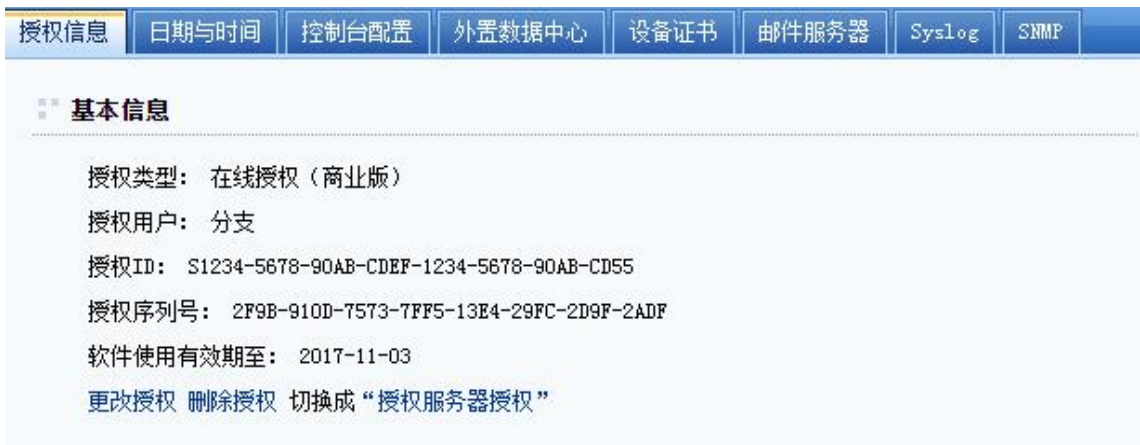 授权信息 日期与时间 控制台配置 外置数据中心 设备证书 邮件服务器 Syslog SNMP
基本信息
授权类型： 在线授权（商业版）
授权用户： 分支
授权ID： S1234-5678-90AB-CDEF-1234-5678-90AB-CD55
授权序列号： 2F9B-910D-7573-7FF5-13E4-29FC-2D9F-2ADF
软件使用有效期至： 2017-11-03
更改授权 删除授权 切换成“授权服务器授权”